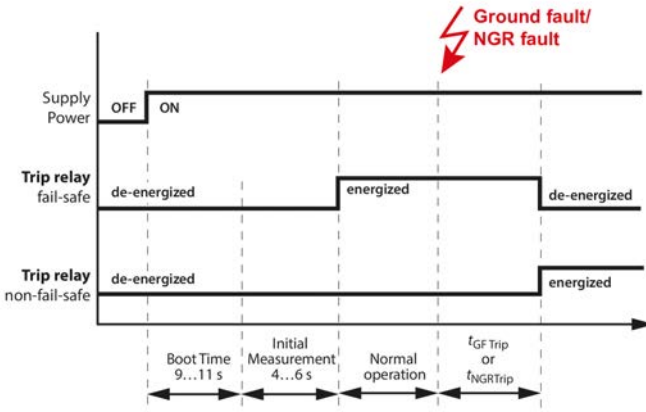 Ground fault/
NGR fault
Supply
Power
OFF
ON
Trip relay
fail-safe
de-energized
energized
de-energized
Trip relay
non-fail-safe
de-energized
energized
Boot Time
9...11 s
Initial
Measurement
4...6 s
Normal
operation
tGF Trip
or
tNGRTrip